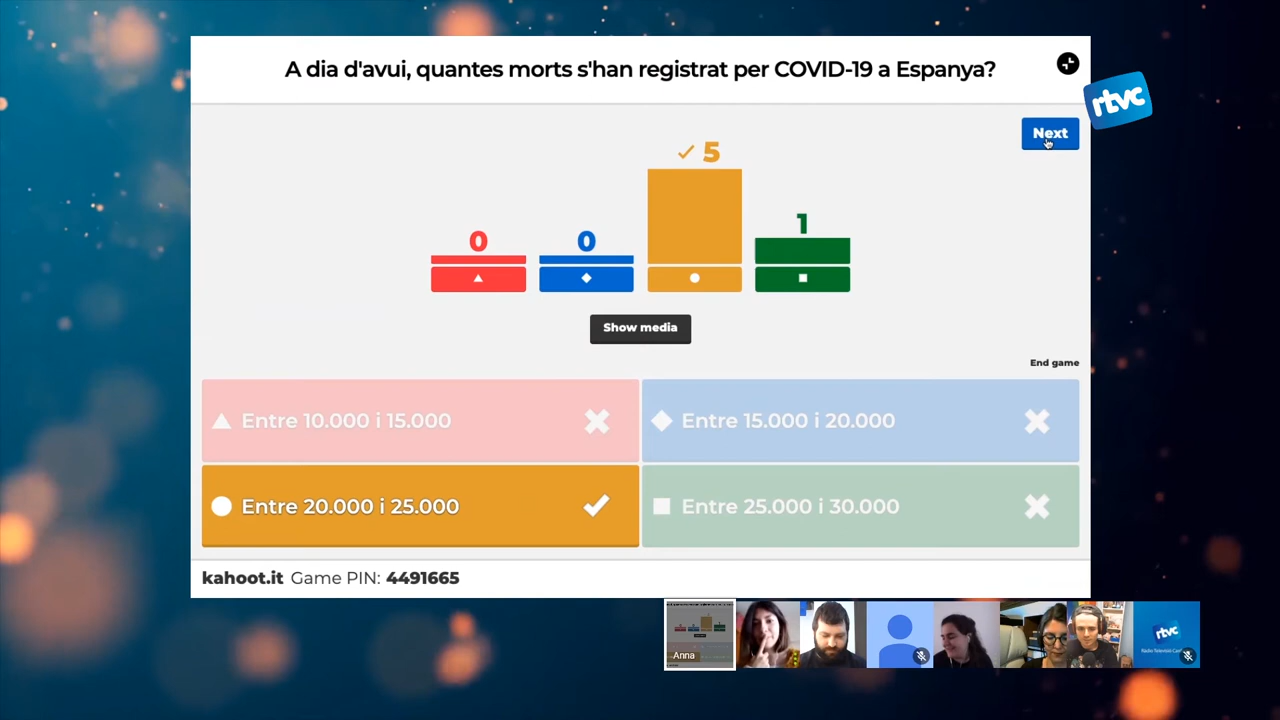 A dia d'avui, quantes morts s'han registrat per COVID-19 a Espanya?
rtvc
Next
5
0
0
1
Show media
End game
Entre 10.000 i 15.000
Entre 15.000 i 20.000
Entre 20.000 i 25.000
Entre 25.000 i 30.000
kahoot.it Game PIN: 4491665
Anna
rtvc